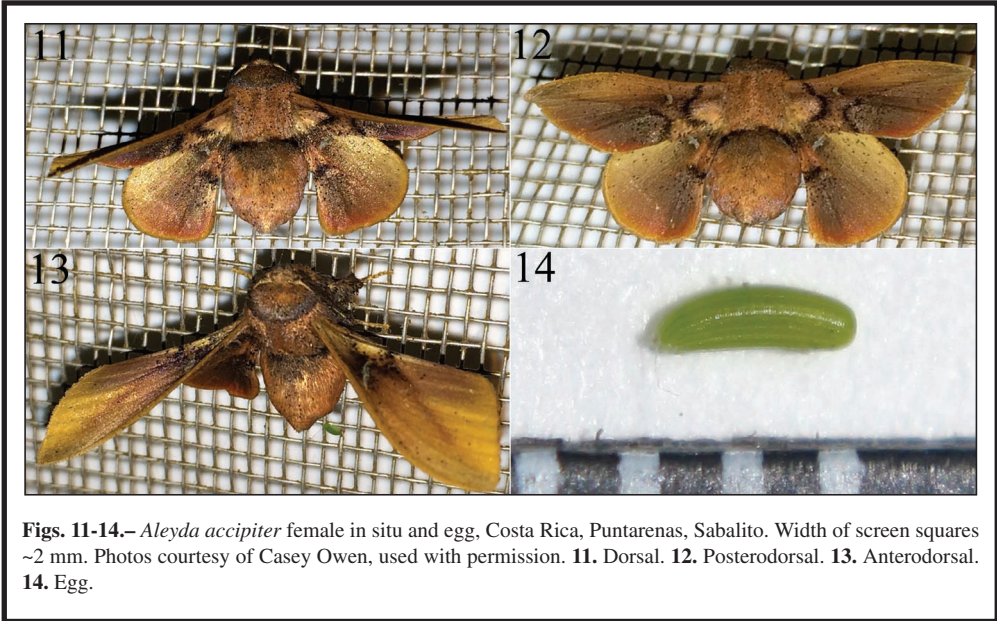 11
12
13
14
Figs. 11-14.– Aleyda accipiter female in situ and egg, Costa Rica, Puntarenas, Sabalito. Width of screen squares
~2 mm. Photos courtesy of Casey Owen, used with permission. 11. Dorsal. 12. Posterodorsal. 13. Anterodorsal.
14. Egg.